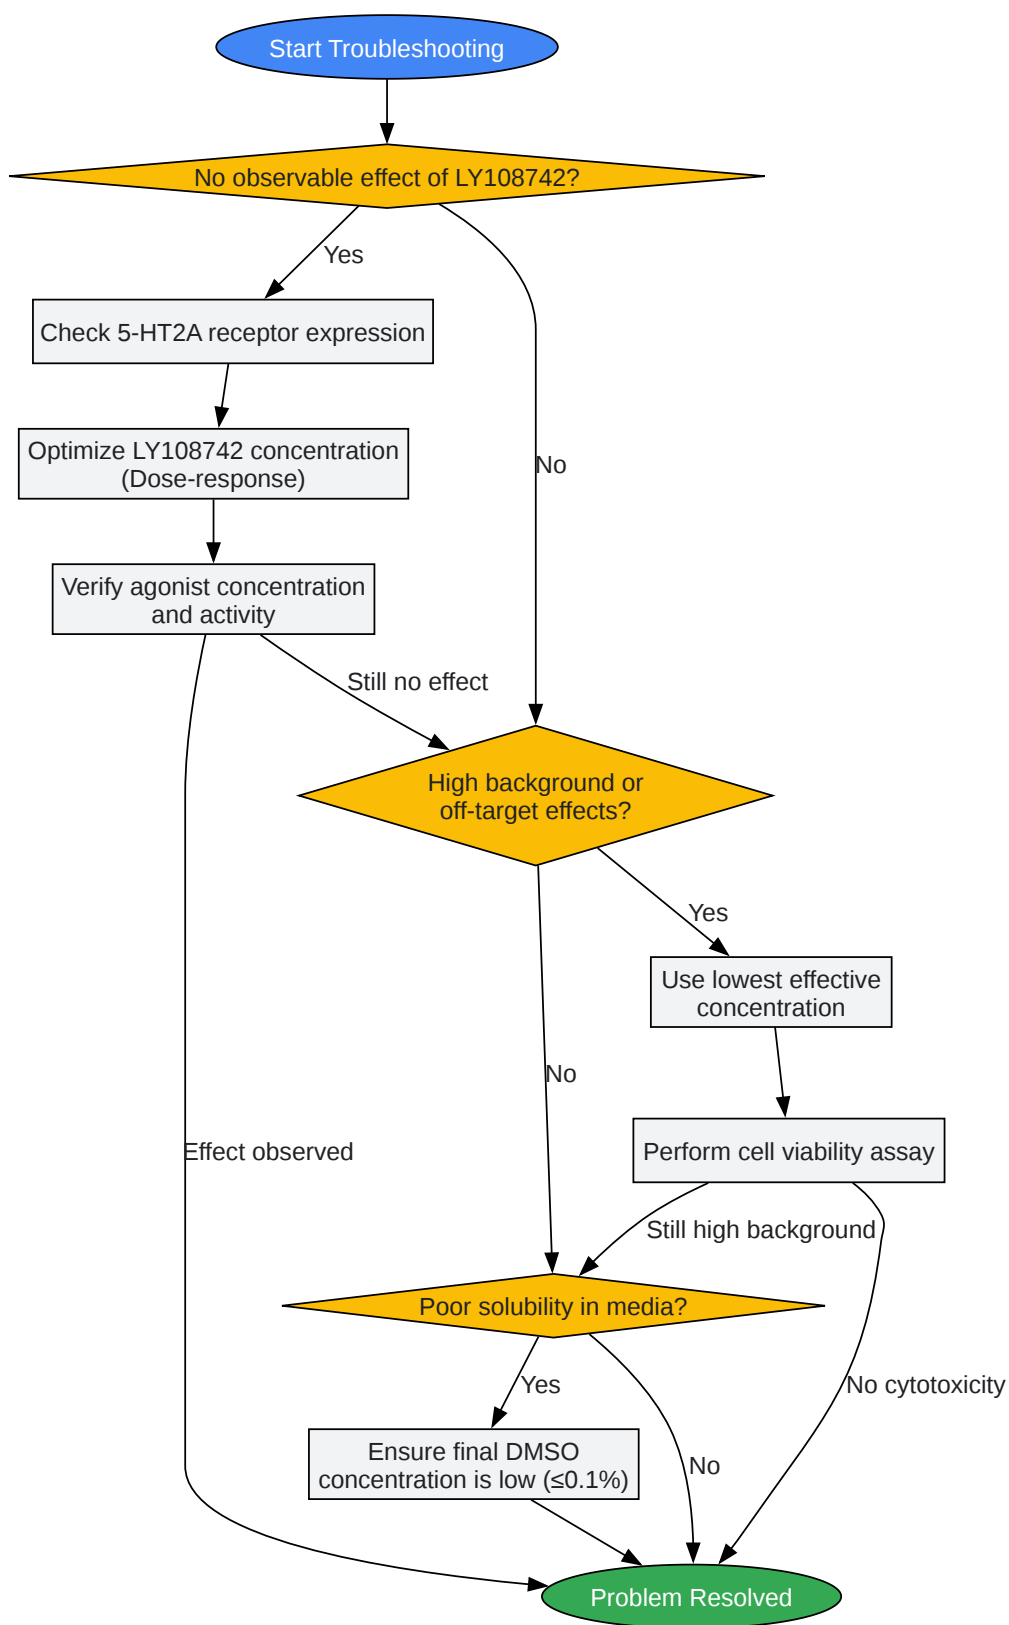 Start Troubleshooting
No observable effect of LY108742?
Yes
Check 5-HT2A receptor expression
Optimize LY108742 concentration
(Dose-response)
No
Verify agonist concentration
and activity
Still no effect
High background or
off-target effects?
Yes
Use lowest effective
concentration
No
Effect observed
Perform cell viability assay
Still high background
Poor solubility in media?
Yes
No cytotoxicity
Ensure final DMSO
concentration is low (≤0.1%)
No
Problem Resolved